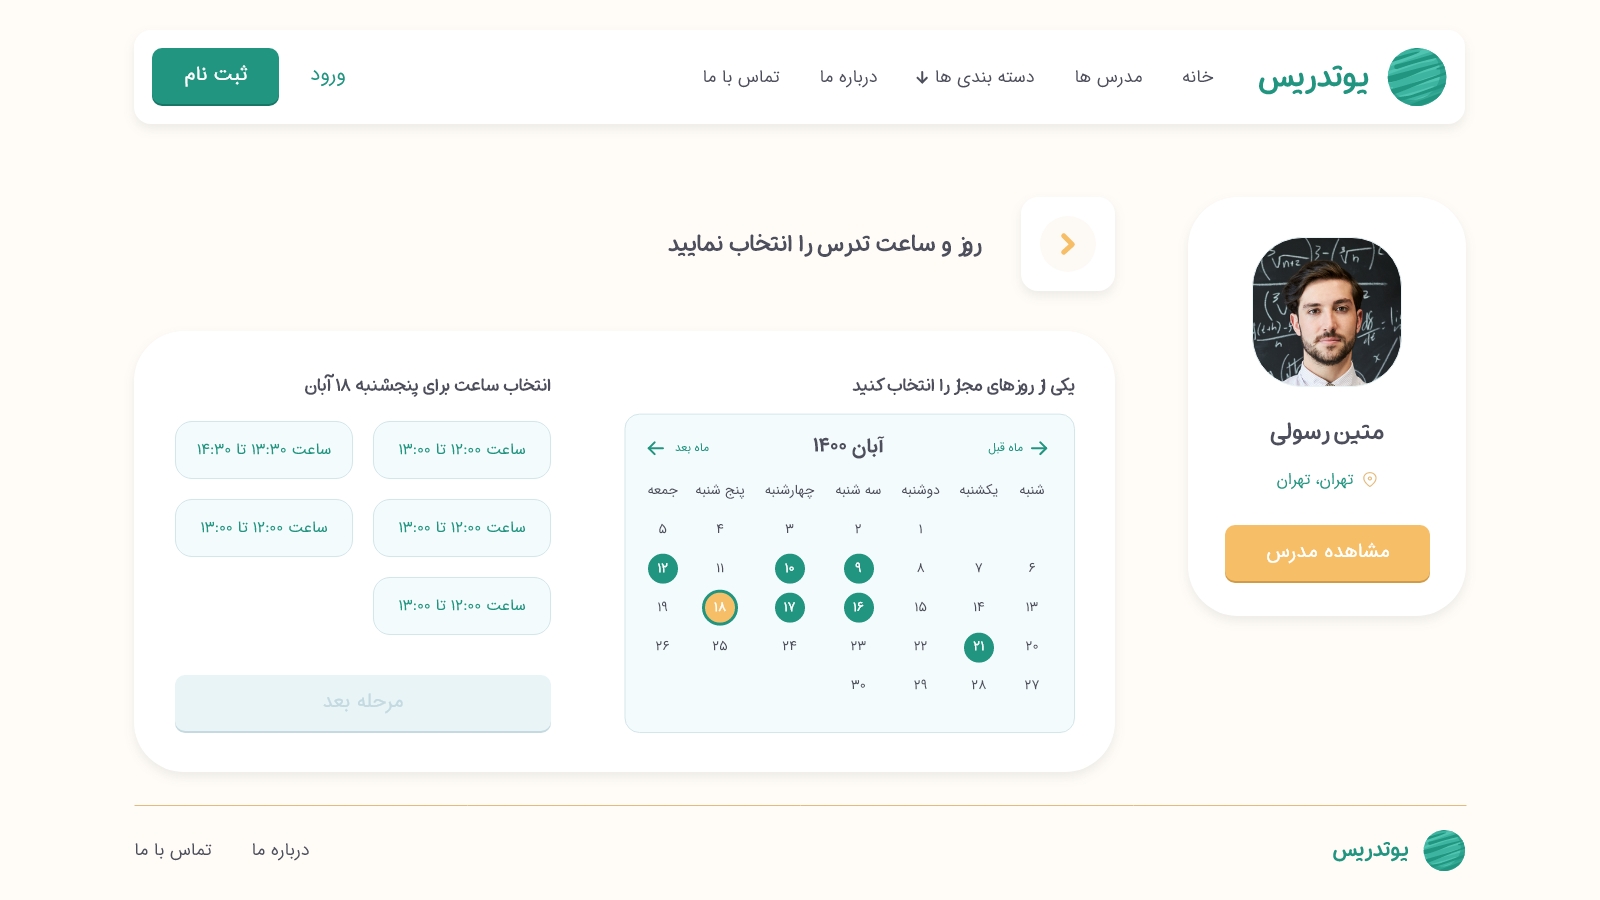 یوتدریس
خانه
مدرس ها
دسته بندی ها
درباره ما
تماس با ما
ورود
ثبت نام
متین رسولی
تهران، تهران
مشاهده مدرس
روز و ساعت تدرس را انتخاب نمایید
یکی از روزهای مجاز را انتخاب کنید
ماه قبل
آبان ۱۴۰۰
ماه بعد
شنبه یکشنبه دوشنبه سه شنبه چهارشنبه پنج شنبه جمعه
۱ ۲ ۳ ۴ ۵
۶ ۷ ۸ ۹ ۱۰ ۱۱ ۱۲
۱۳ ۱۴ ۱۵ ۱۶ ۱۷ ۱۸ ۱۹
۲۰ ۲۱ ۲۲ ۲۳ ۲۴ ۲۵ ۲۶
۲۷ ۲۸ ۲۹ ۳۰
انتخاب ساعت برای پنجشنبه ۱۸ آبان
ساعت ۱۲:۰۰ تا ۱۳:۰۰
ساعت ۱۳:۳۰ تا ۱۴:۳۰
ساعت ۱۲:۰۰ تا ۱۳:۰۰
ساعت ۱۲:۰۰ تا ۱۳:۰۰
ساعت ۱۲:۰۰ تا ۱۳:۰۰
مرحله بعد
یوتدریس
درباره ما
تماس با ما